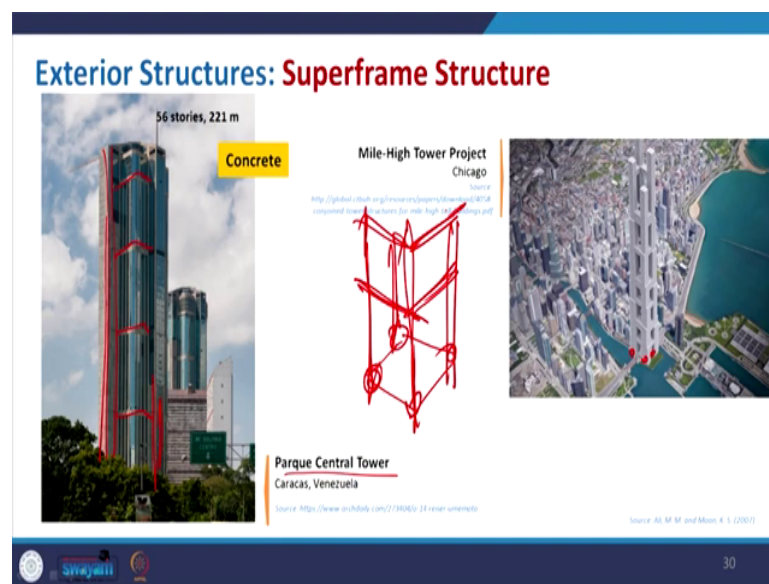 Exterior Structures: Superframe Structure
56 stories, 221 m
Concrete
Mile-High Tower Project
Chicago
Source
Parque Central Tower
Caracas, Venezuela
Source: Ali, M. M. and Moon, K. S. (2007)
swayam
30